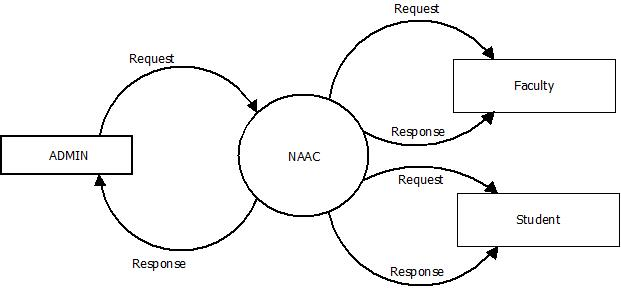 Request
Request
Faculty
Response
ADMIN
NAAC
Request
Student
Response
Response